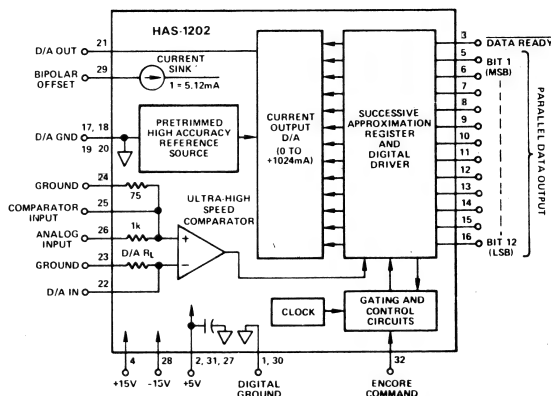 HAS-1202
D/A OUT 21
BIPOLAR OFFSET 29
CURRENT SINK
1 = 5.12mA
D/A GND 17, 18
19 20
PRETRIMMED HIGH ACCURACY REFERENCE SOURCE
GROUND 24
75
COMPARATOR INPUT 25
ANALOG INPUT 26
1k
GROUND 23
D/A RL
D/A IN 22
ULTRA-HIGH SPEED COMPARATOR
+
−
CURRENT OUTPUT D/A (0 TO +1024mA)
SUCCESSIVE APPROXIMATION REGISTER AND DIGITAL DRIVER
CLOCK
GATING AND CONTROL CIRCUITS
3 DATA READY
5 BIT 1 (MSB)
6
7
8
9
10
11
12
13
14
15
16 BIT 12 (LSB)
PARALLEL DATA OUTPUT
4
+15V
28
-15V
2, 31, 27
+5V
1, 30
DIGITAL GROUND
32
ENCORE COMMAND